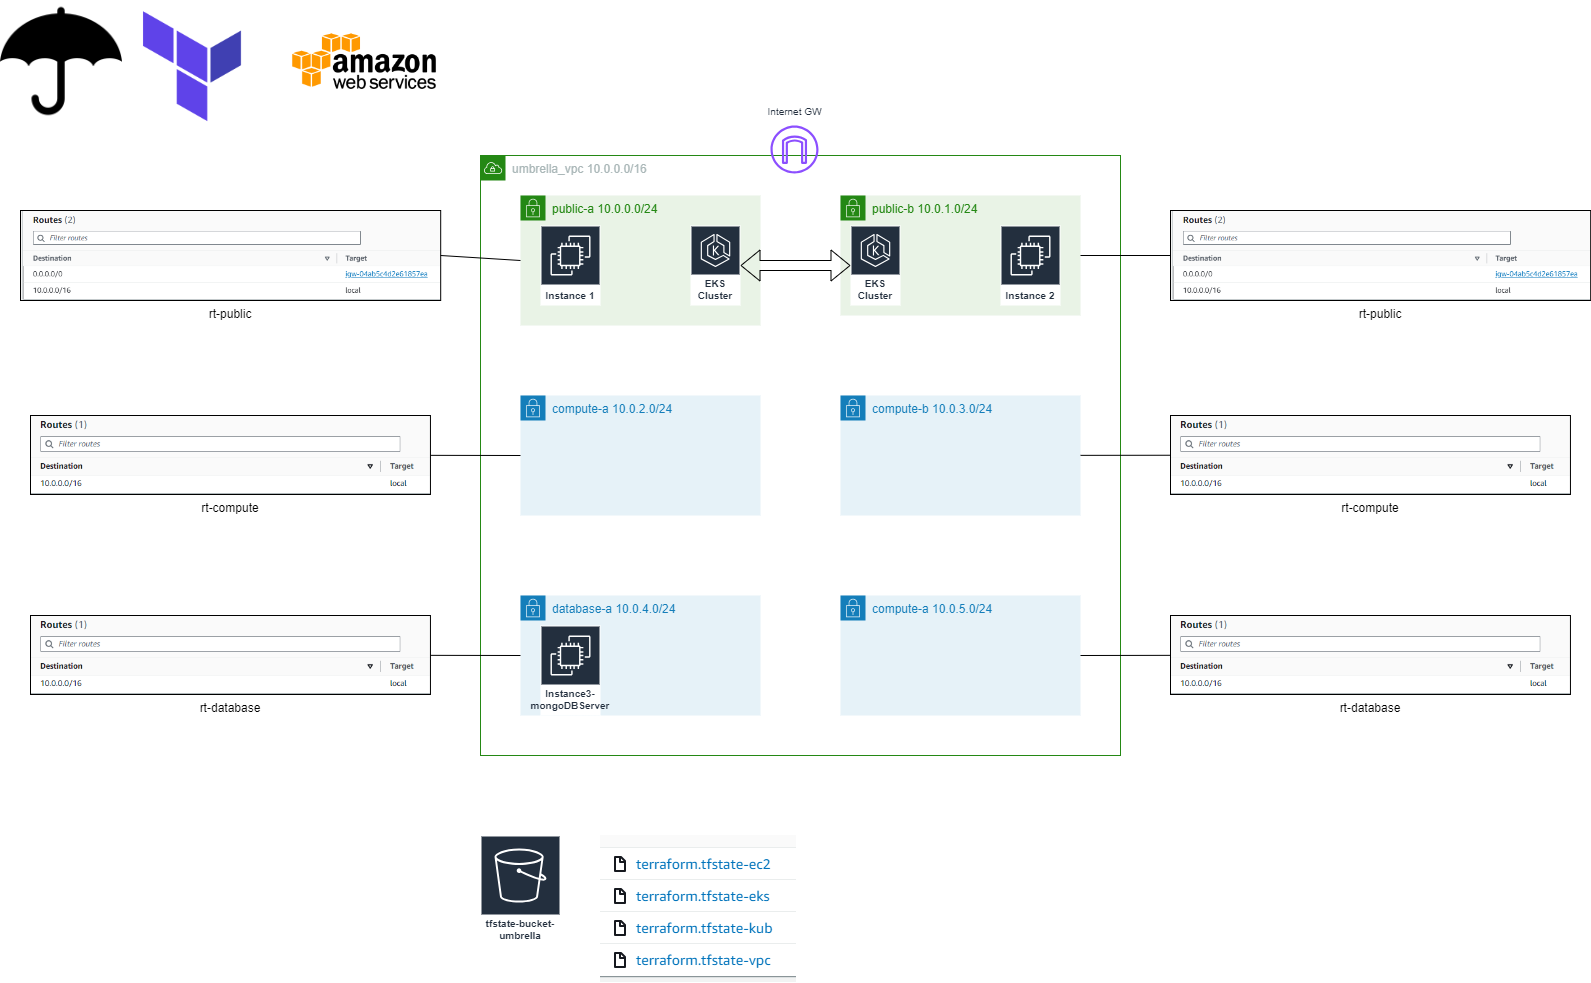 amazon
web services
Internet GW
umbrella_vpc 10.0.0.0/16
public-a 10.0.0.0/24
public-b 10.0.1.0/24
Routes (2)
Filter routes
Destination Target
0.0.0.0/0 igw-04ab5c4d2e61857ea
10.0.0.0/16 local
rt-public
Instance 1
EKS
Cluster
EKS
Cluster
Instance 2
Routes (2)
Filter routes
Destination Target
0.0.0.0/0 igw-04ab5c4d2e61857ea
10.0.0.0/16 local
rt-public
compute-a 10.0.2.0/24
compute-b 10.0.3.0/24
Routes (1)
Filter routes
Destination Target
10.0.0.0/16 local
rt-compute
Routes (1)
Filter routes
Destination Target
10.0.0.0/16 local
rt-compute
database-a 10.0.4.0/24
compute-a 10.0.5.0/24
Routes (1)
Filter routes
Destination Target
10.0.0.0/16 local
rt-database
Instance3-
mongoDBServer
Routes (1)
Filter routes
Destination Target
10.0.0.0/16 local
rt-database
tfstate-bucket-
umbrella
terraform.tfstate-ec2
terraform.tfstate-eks
terraform.tfstate-kub
terraform.tfstate-vpc